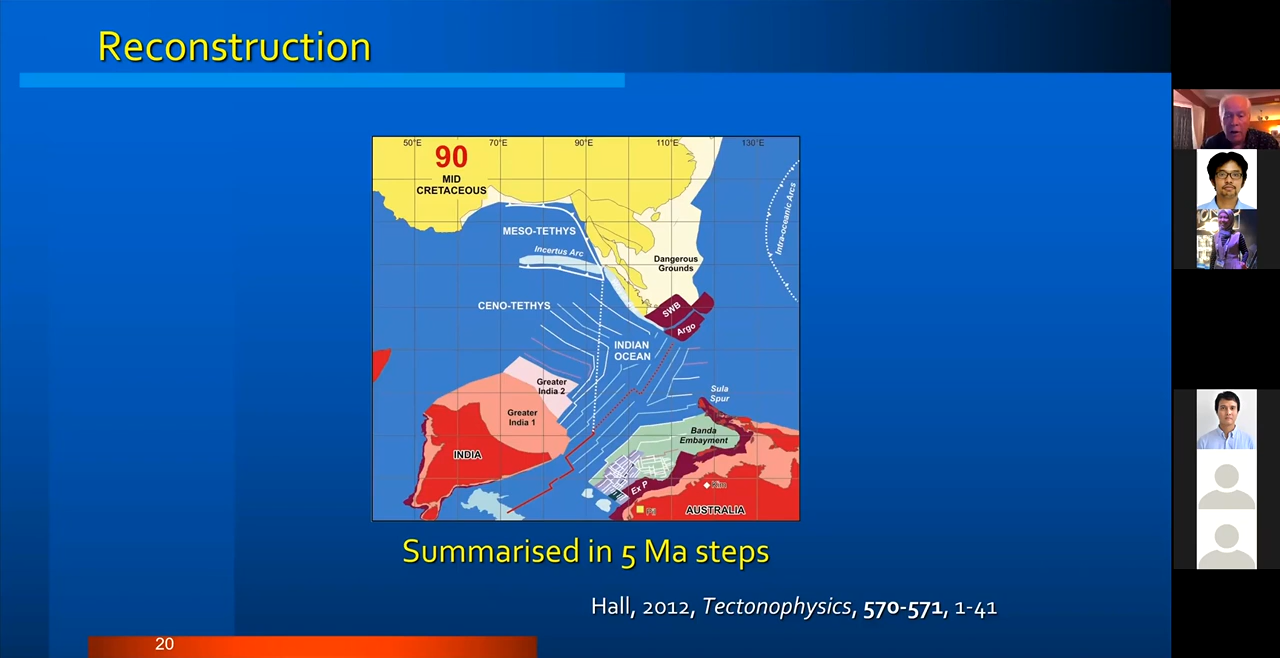 Reconstruction
50°E
70°E
90°E
110°E
130°E
90
MID
CRETACEOUS
MESO-TETHYS
Incertus Arc
Intra-oceanic Arcs
Dangerous
Grounds
CENO-TETHYS
SWB
Argo
INDIAN
OCEAN
Greater
India 2
Sula
Spur
Greater
India 1
Banda
Embayment
INDIA
Ex P
Kim
Pil
AUSTRALIA
Summarised in 5 Ma steps
Hall, 2012, Tectonophysics, 570-571, 1-41
20